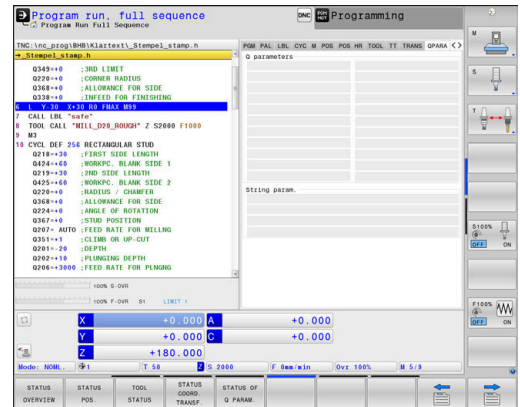 Program run, full sequence
Program Run Full Sequence
DNC
Programming
TNC:\nc_prog\BHB\Klartext\_Stempel_stamp.h
→_Stempel_stamp.h
Q349=+0 ;3RD LIMIT
Q220=+0 ;CORNER RADIUS
Q368=+0 ;ALLOWANCE FOR SIDE
Q338=+0 ;INFEED FOR FINISHING
6 L Y-30 X+30 R0 FMAX M99
7 CALL LBL "safe"
8 TOOL CALL "MILL_D20_ROUGH" Z S2000 F1000
9 M3
10 CYCL DEF 256 RECTANGULAR STUD
Q218=+30 ;FIRST SIDE LENGTH
Q424=+60 ;WORKPC. BLANK SIDE 1
Q219=+30 ;2ND SIDE LENGTH
Q425=+60 ;WORKPC. BLANK SIDE 2
Q220=+0 ;RADIUS / CHAMFER
Q368=+0 ;ALLOWANCE FOR SIDE
Q224=+0 ;ANGLE OF ROTATION
Q367=+0 ;STUD POSITION
Q207= AUTO ;FEED RATE FOR MILLNG
Q351=+1 ;CLIMB OR UP-CUT
Q201=-20 ;DEPTH
Q202=+10 ;PLUNGING DEPTH
Q206=+3000 ;FEED RATE FOR PLNGNG
100% S-OVR
100% F-OVR S1 LIMIT 1
PGM PAL LBL CYC M POS POS HR TOOL TT TRANS QPARA
Q parameters
String param.
X +0.000 A +0.000
Y +0.000 C +0.000
Z +180.000
Mode: NOML. 1 T 50 Z S 2000 F 0mm/min Ovr 100% M 5/9
STATUS OVERVIEW
STATUS POS.
TOOL STATUS
STATUS COORD. TRANSF.
STATUS OF Q PARAM.
M
S
T
S100%
OFF ON
F100%
OFF ON